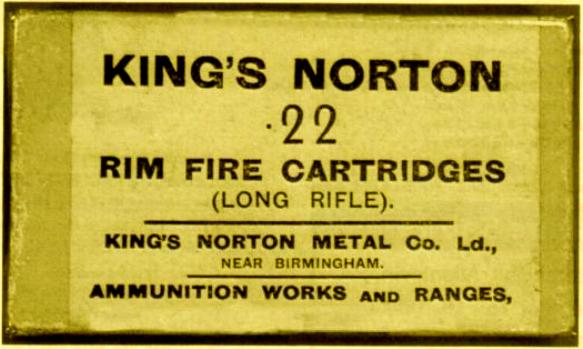 KING'S NORTON
·22
RIM FIRE CARTRIDGES
(LONG RIFLE).
KING'S NORTON METAL Co. Ld.,
NEAR BIRMINGHAM.
AMMUNITION WORKS AND RANGES,